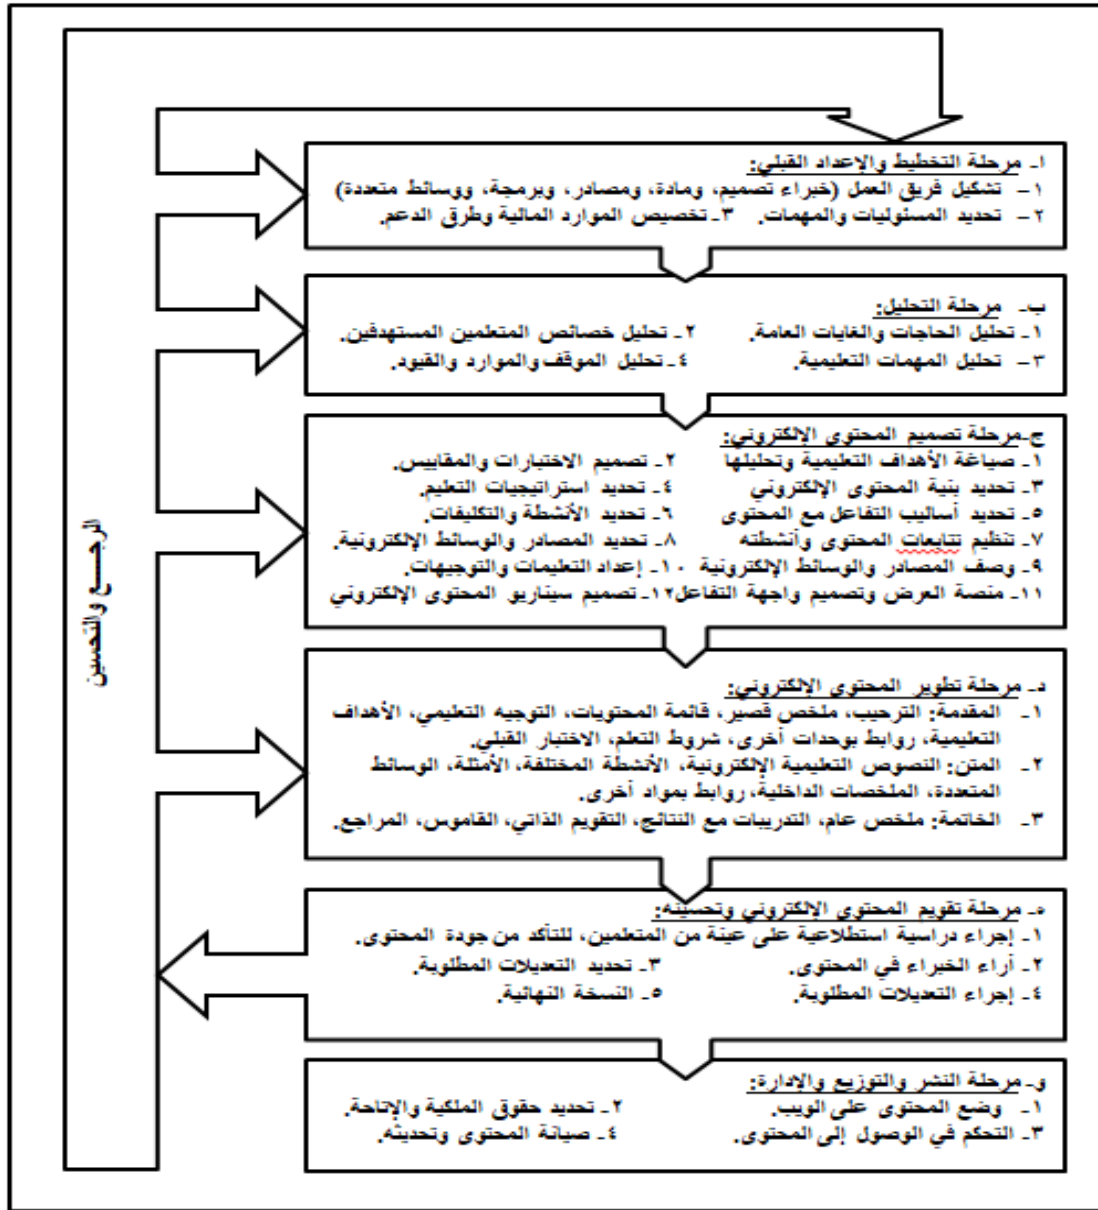 ا- مرحلة التخطيط والإعداد القبلي:
١- تشكيل فريق العمل (خبراء تصميم، ومادة، ومصادر، وبرمجة، ووسائط متعددة)
٢- تحديد المسئوليات والمهمات. ٣- تخصيص الموارد المالية وطرق الدعم.
ب- مرحلة التحليل:
١- تحليل الحاجات والغايات العامة. ٢- تحليل خصائص المتعلمين المستهدفين.
٣- تحليل المهمات التعليمية. ٤- تحليل الموقف والموارد والقيود.
ج- مرحلة تصميم المحتوى الإلكتروني:
١- صياغة الأهداف التعليمية وتحليلها ٢- تصميم الاختبارات والمقاييس.
٣- تحديد بنية المحتوى الإلكتروني ٤- تحديد استراتيجيات التعليم.
٥- تحديد أساليب التفاعل مع المحتوى ٦- تحديد الأنشطة والتكليفات.
٧- تنظيم تتابعات المحتوى وأنشطته ٨- تحديد المصادر والوسائط الإلكترونية.
٩- وصف المصادر والوسائط الإلكترونية ١٠- إعداد التعليمات والتوجيهات.
١١- منصة العرض وتصميم واجهة التفاعل ١٢- تصميم سيناريو المحتوى الإلكتروني
د- مرحلة تطوير المحتوى الإلكتروني:
١- المقدمة: الترحيب، ملخص قصير، قائمة المحتويات، التوجيه التعليمي، الأهداف
التعليمية، روابط بوحدات أخرى، شروط التعلم، الاختبار القبلي.
٢- المتن: النصوص التعليمية الإلكترونية، الأنشطة المختلفة، الأمثلة، الوسائط
المتعددة، الملخصات الداخلية، روابط بمواد أخرى.
٣- الخاتمة: ملخص عام، التدريبات مع النتائج، التقويم الذاتي، القاموس، المراجع.
ه- مرحلة تقويم المحتوى الإلكتروني وتحسينه:
١- إجراء دراسية استطلاعية على عينة من المتعلمين، للتأكد من جودة المحتوى.
٢- أراء الخبراء في المحتوى. ٣- تحديد التعديلات المطلوبة.
٤- إجراء التعديلات المطلوبة. ٥- النسخة النهائية.
و- مرحلة النشر والتوزيع والإدارة:
١- وضع المحتوى على الويب. ٢- تحديد حقوق الملكية والإتاحة.
٣- التحكم في الوصول إلى المحتوى. ٤- صيانة المحتوى وتحديثه.
الرجـــع والتحسين